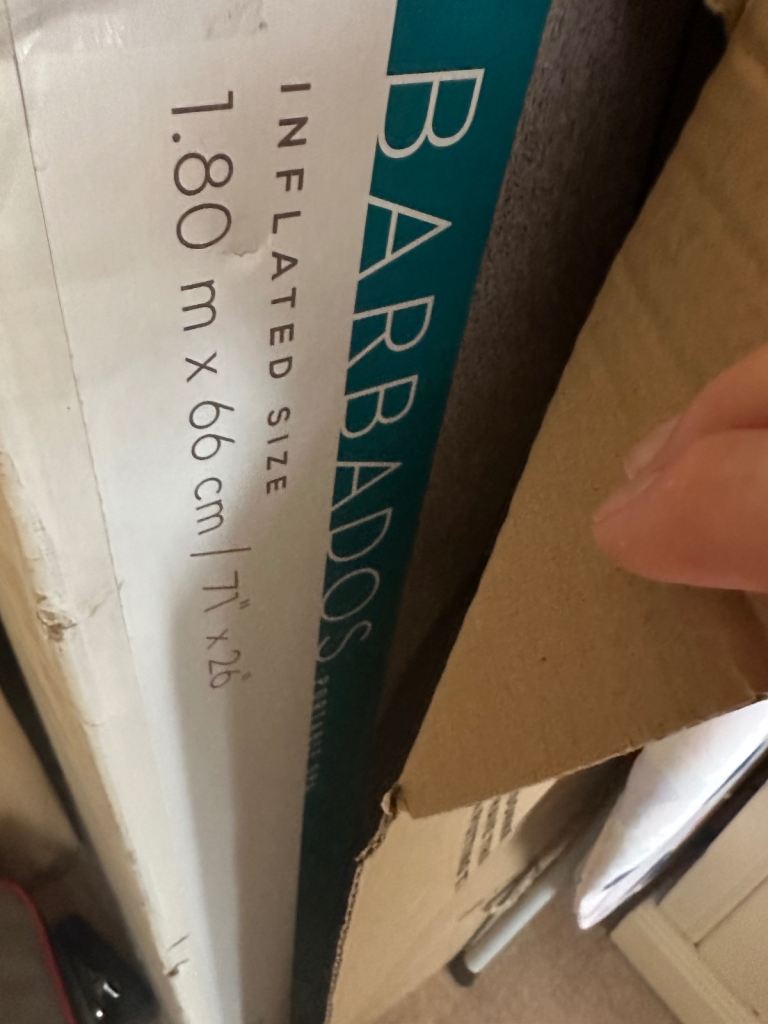 BARBADOS
INFLATED SIZE
1.80 m x 66 cm | 71" x 26"